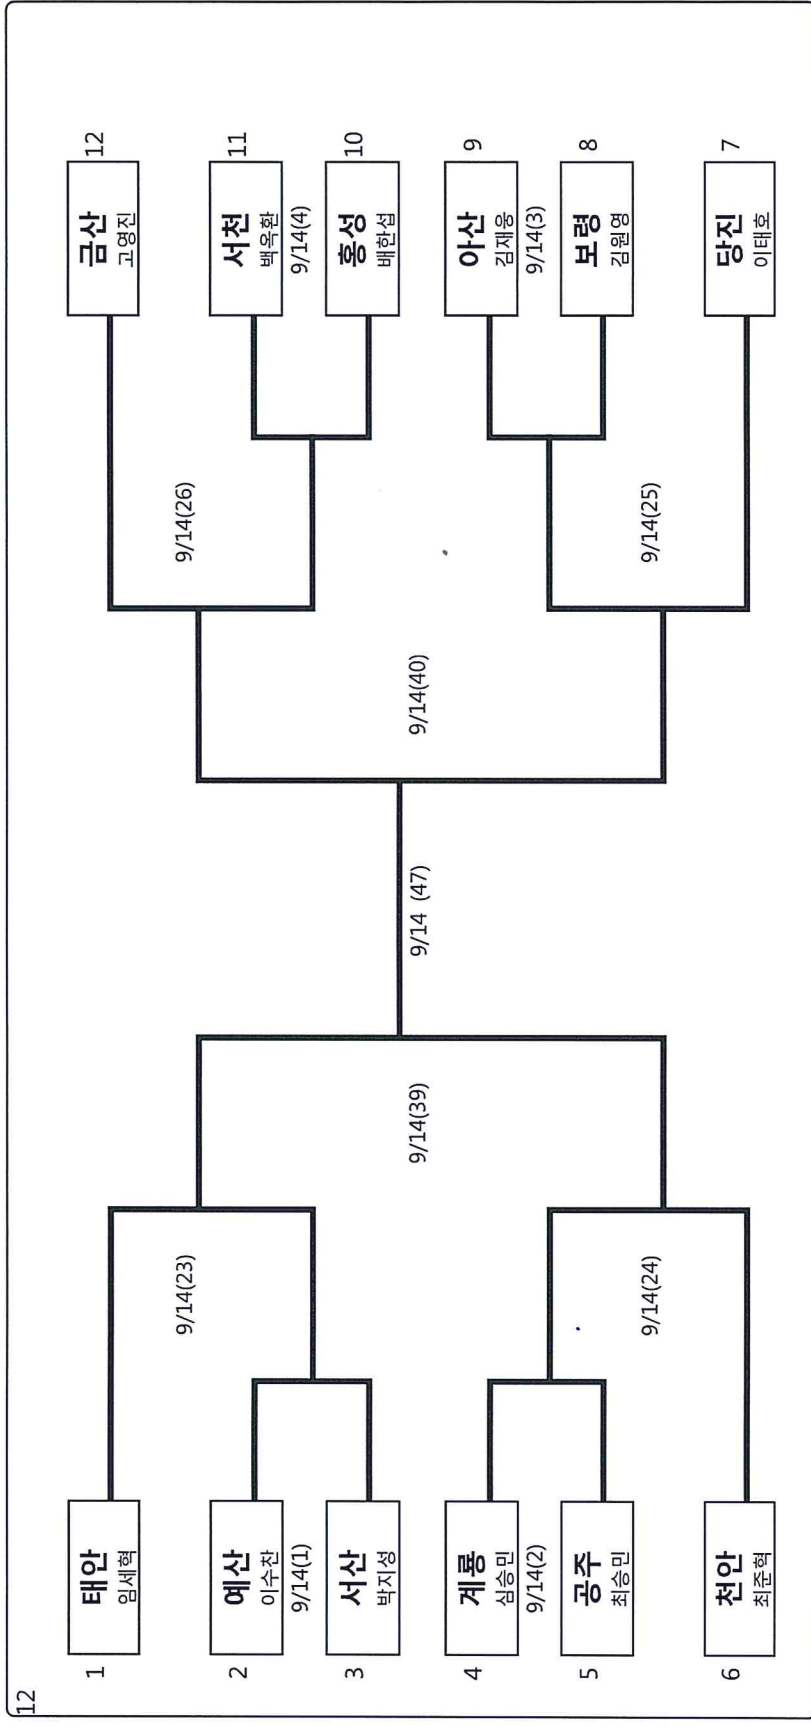 12
1
태안
임세혁
9/14(23)
2
예산
이수찬
9/14(1)
3
서산
박지성
9/14(39)
4
계룡
심승민
9/14(2)
5
공주
최승민
9/14(24)
6
천안
최준혁
9/14 (47)
12
금산
고영진
9/14(26)
11
서천
백옥환
9/14(4)
10
홍성
배한섭
9/14(40)
9
아산
김재웅
9/14(3)
8
보령
김원영
9/14(25)
7
당진
이태호